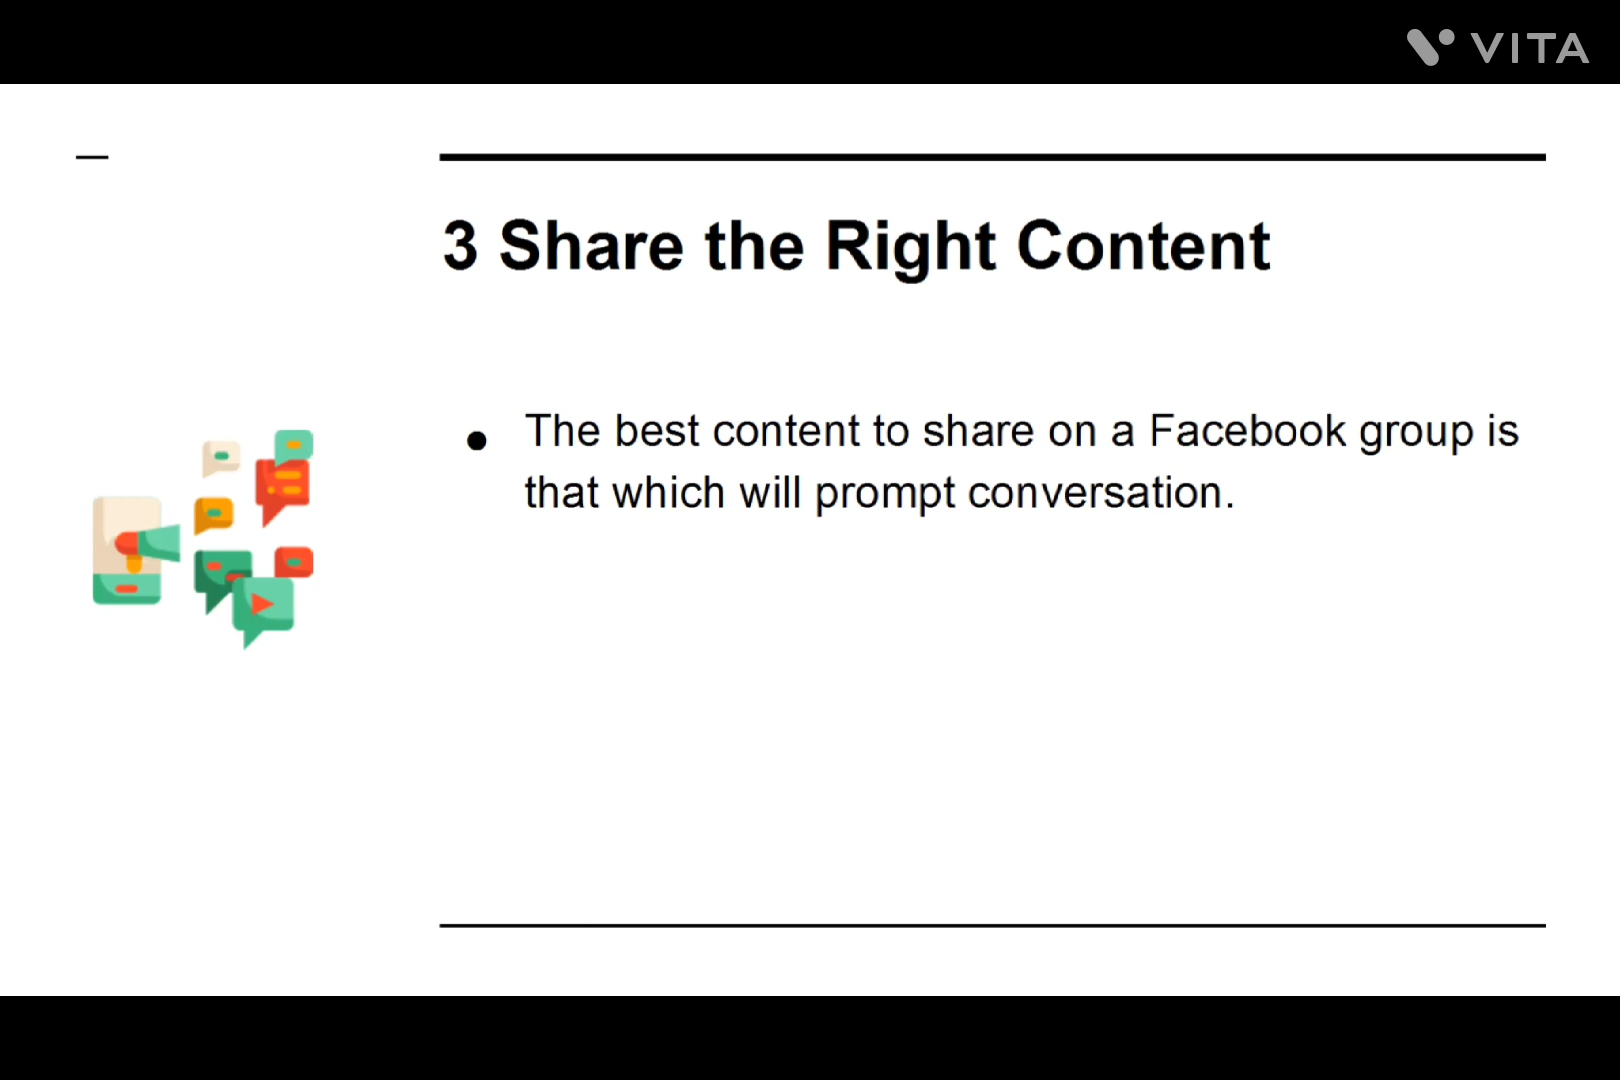 VITA
3 Share the Right Content
● The best content to share on a Facebook group is
that which will prompt conversation.